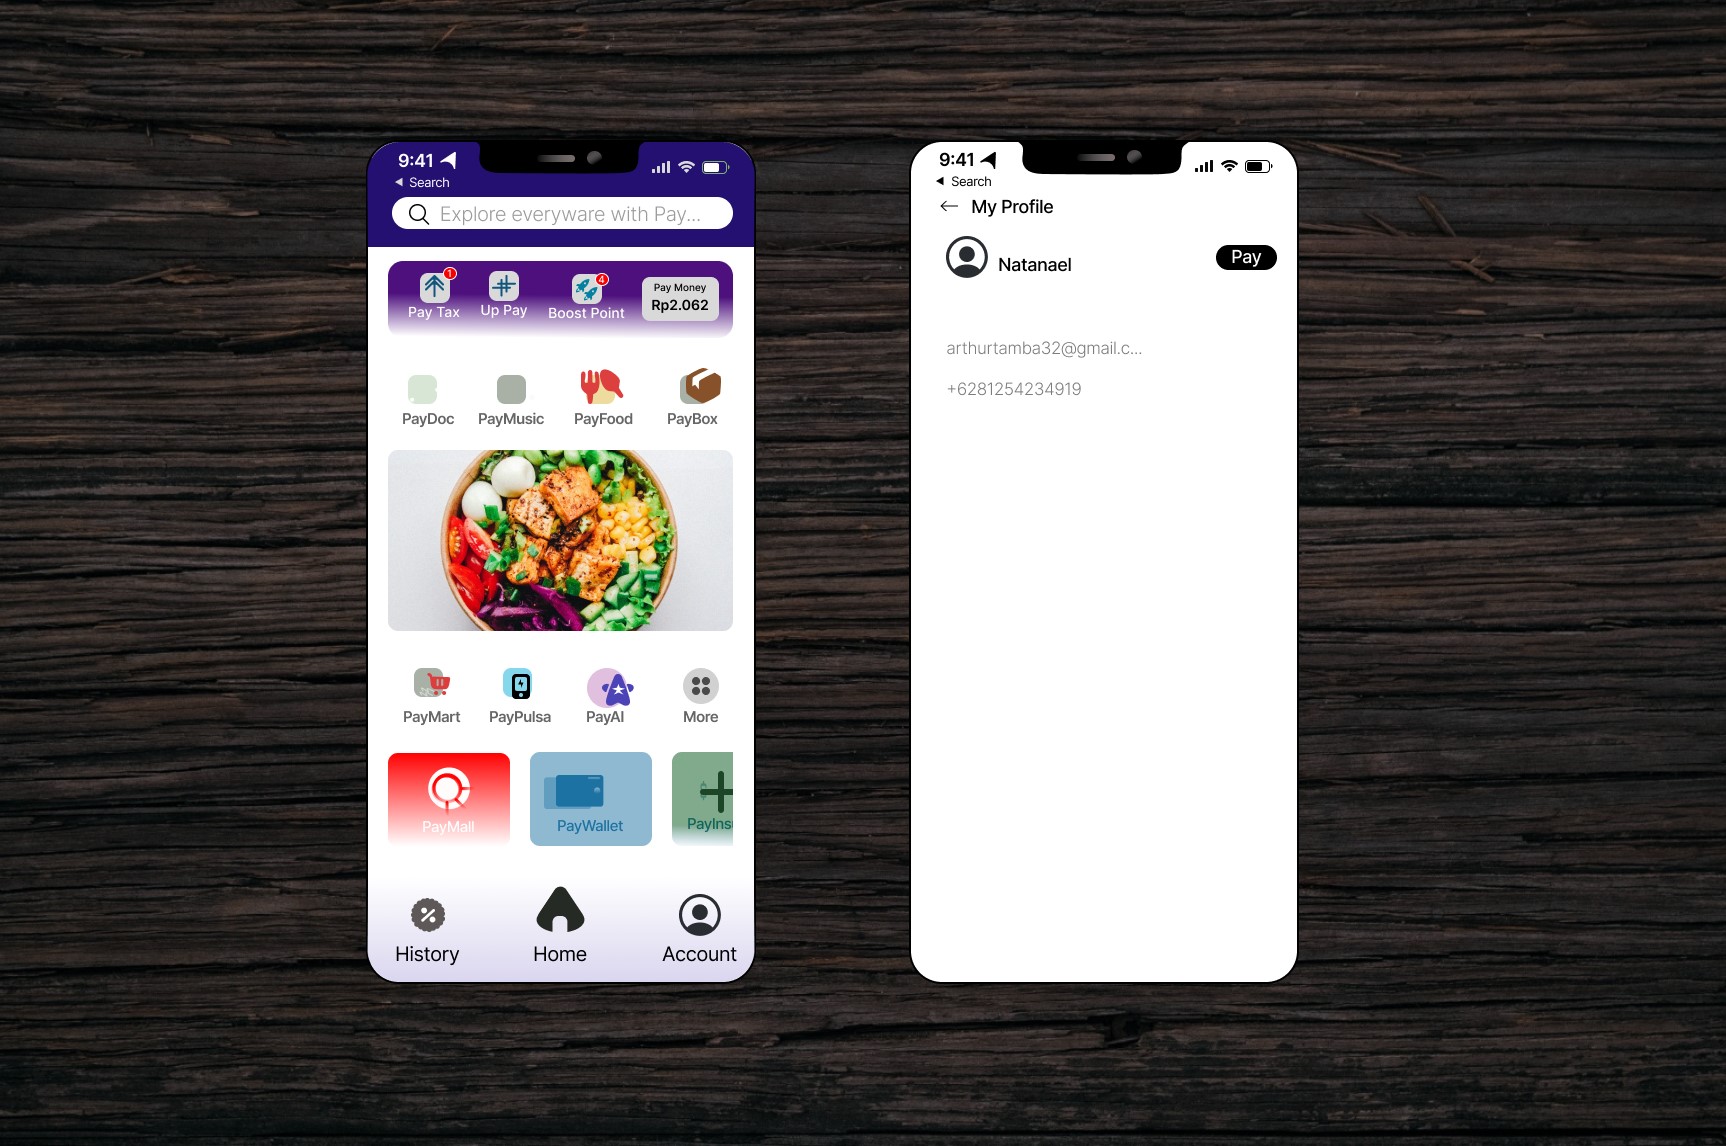 9:41
Search
Explore everyware with Pay...
1
4
Pay Tax
Up Pay
Boost Point
Pay Money
Rp2.062
PayDoc
PayMusic
PayFood
PayBox
PayMart
PayPulsa
PayAI
More
PayMall
PayWallet
PayIns
History
Home
Account
9:41
Search
My Profile
Natanael
Pay
arthurtamba32@gmail.c...
+6281254234919